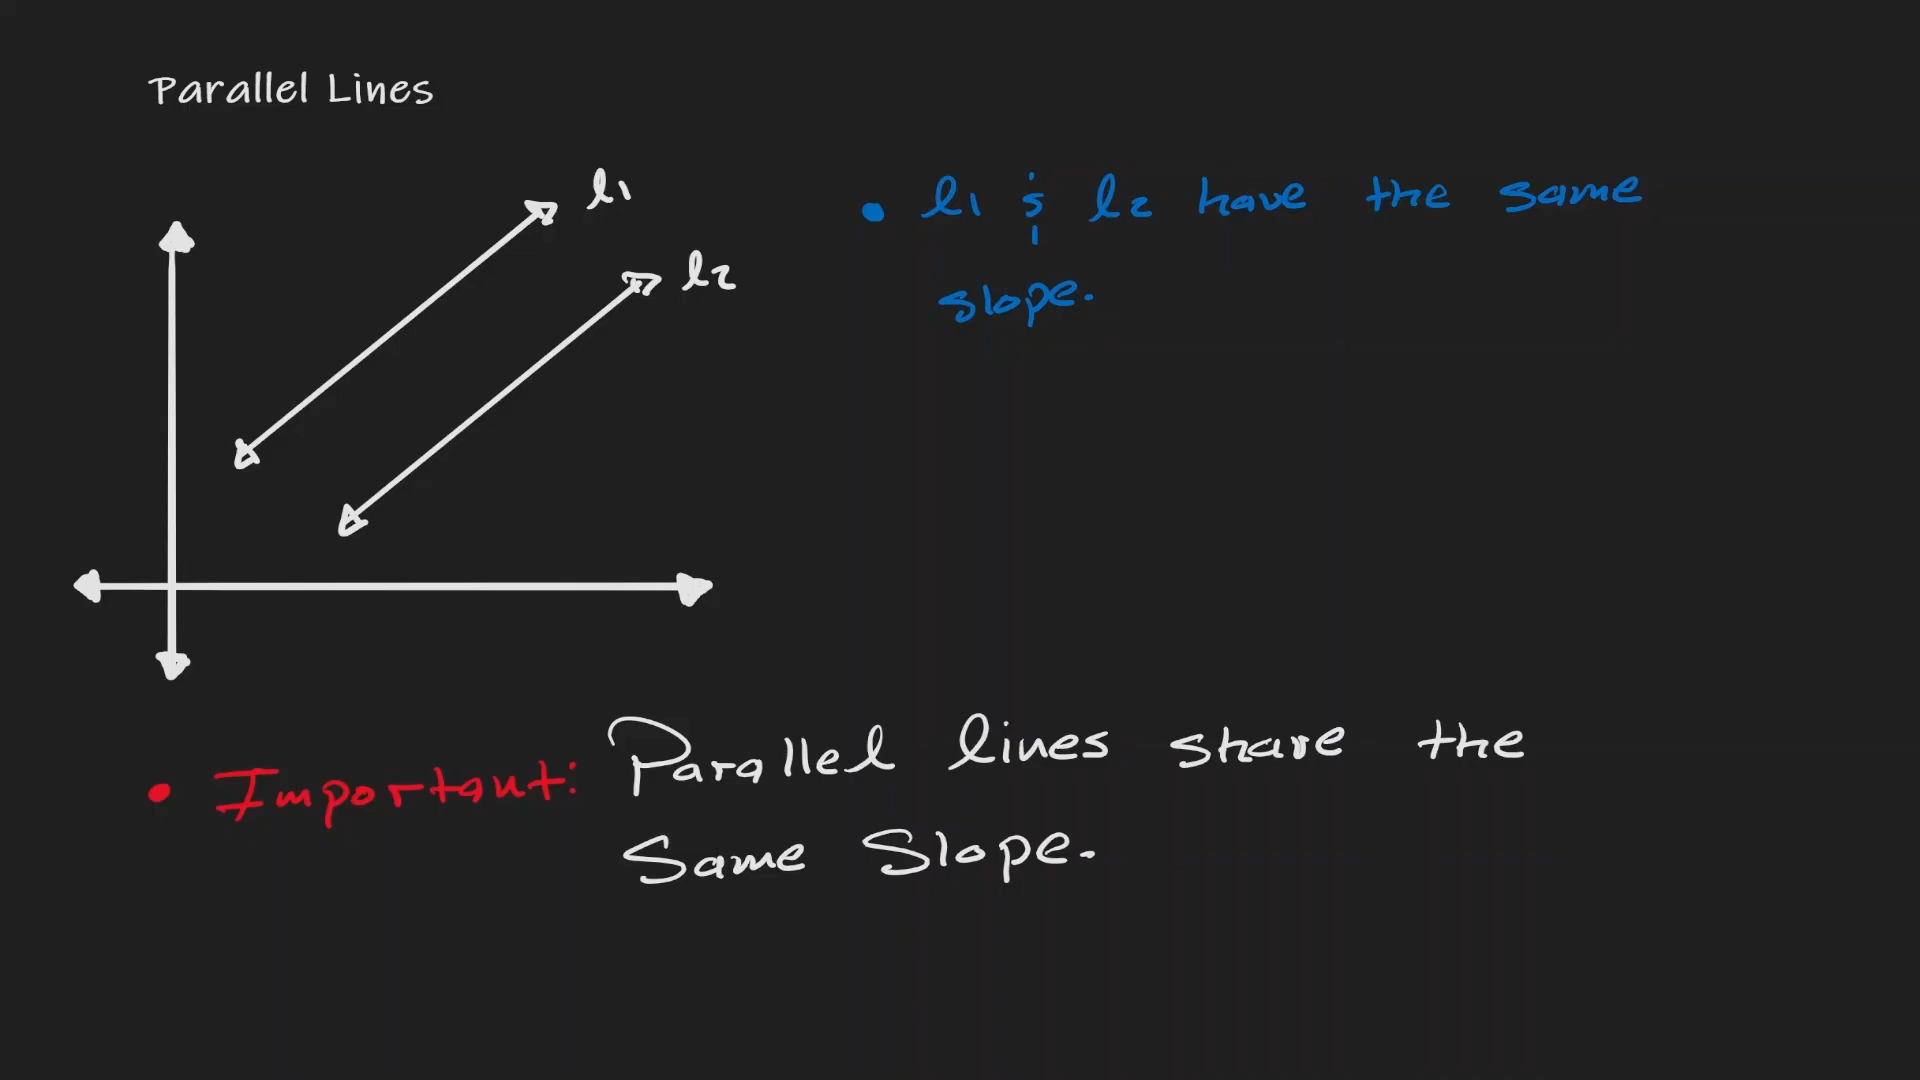 Parallel Lines
l1
l2
• l1 & l2 have the same
slope.
• Important: Parallel lines share the
Same Slope.